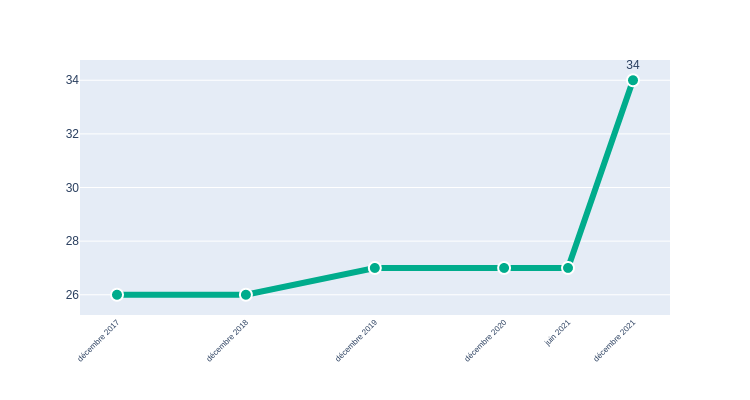 34
34
32
30
28
26
décembre 2017
décembre 2018
décembre 2019
décembre 2020
juin 2021
décembre 2021